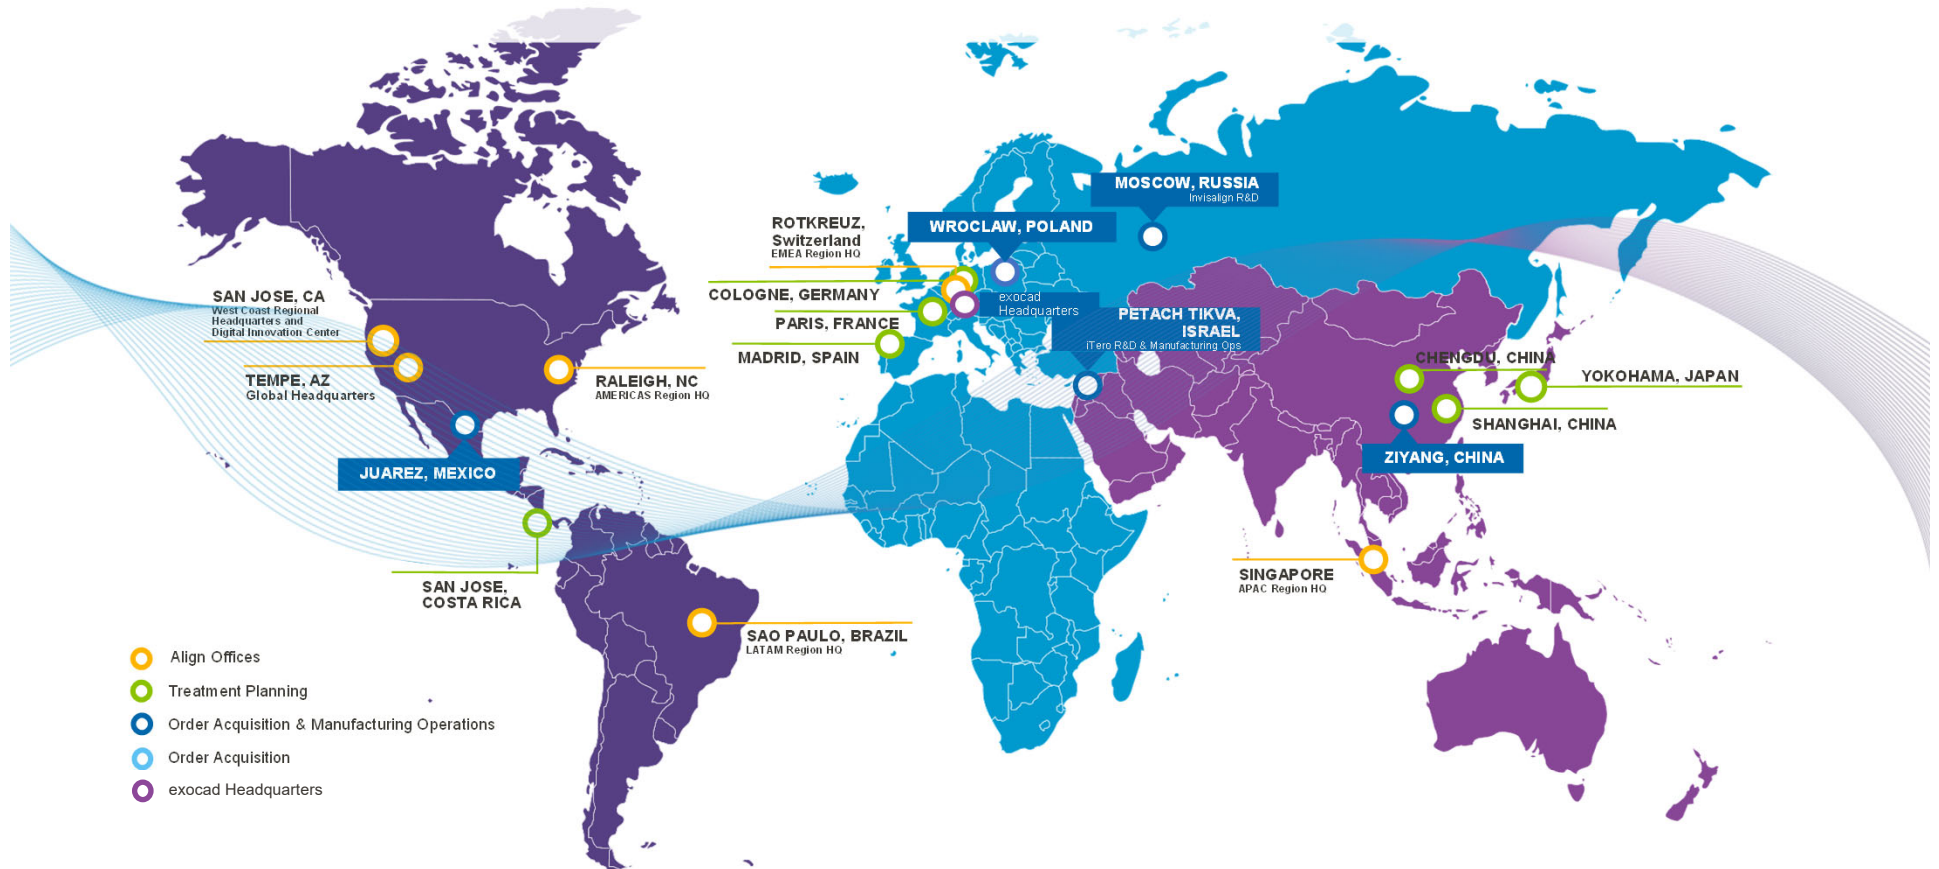 MOSCOW, RUSSIA
Invisalign R&D
WROCLAW, POLAND
ROTKREUZ,
Switzerland
EMEA Region HQ
COLOGNE, GERMANY
exocad
Headquarters
PARIS, FRANCE
MADRID, SPAIN
PETACH TIKVA,
ISRAEL
iTero R&D & Manufacturing Ops
SAN JOSE, CA
West Coast Regional
Headquarters and
Digital Innovation Center
TEMPE, AZ
Global Headquarters
RALEIGH, NC
AMERICAS Region HQ
CHENGDU, CHINA
YOKOHAMA, JAPAN
SHANGHAI, CHINA
ZIYANG, CHINA
JUAREZ, MEXICO
SAN JOSE,
COSTA RICA
SINGAPORE
APAC Region HQ
SAO PAULO, BRAZIL
LATAM Region HQ
Align Offices
Treatment Planning
Order Acquisition & Manufacturing Operations
Order Acquisition
exocad Headquarters